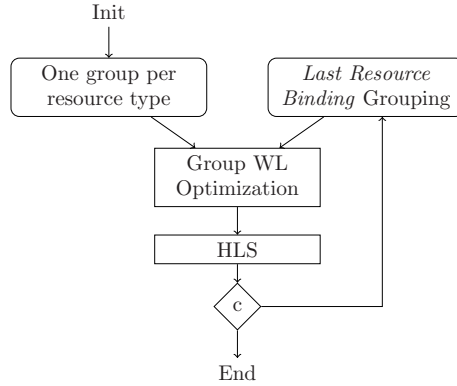 Init
One group per
resource type
Last Resource
Binding Grouping
Group WL
Optimization
HLS
c
End